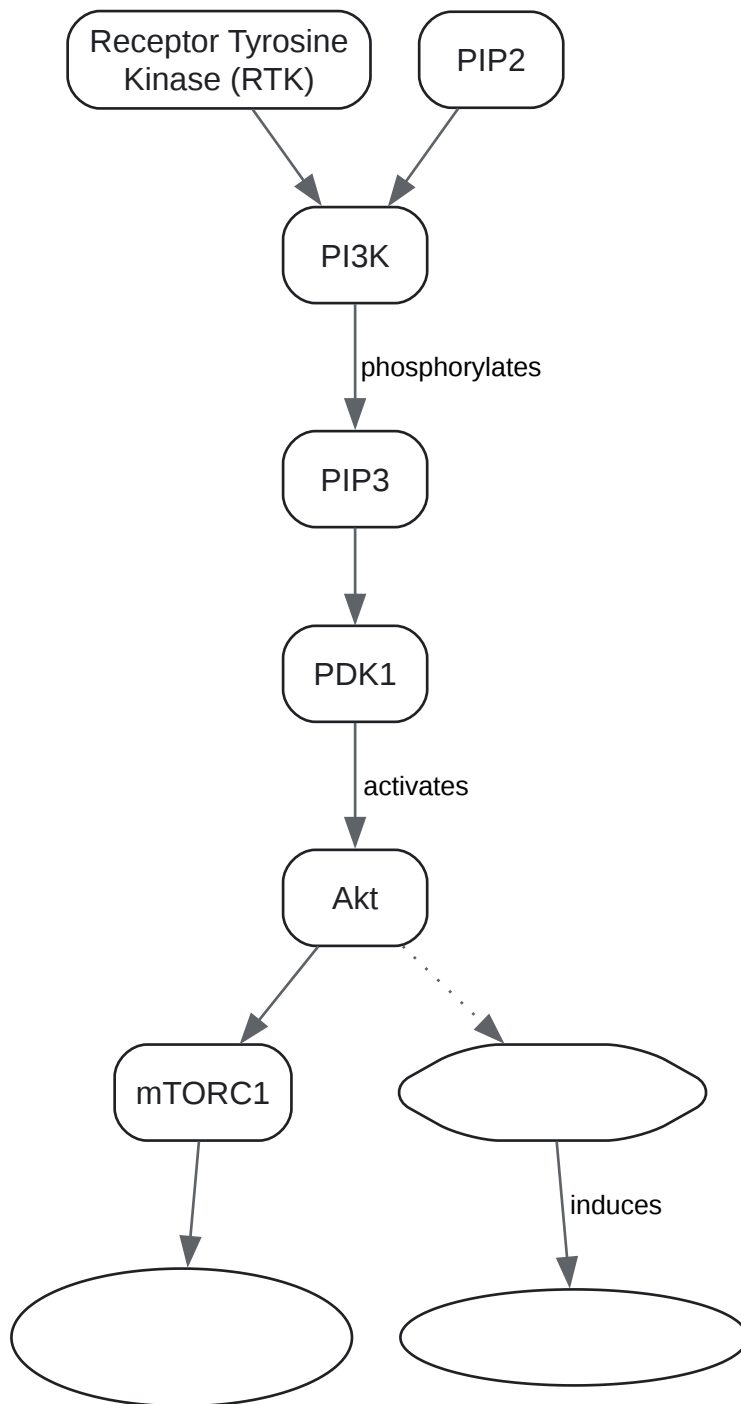 Receptor Tyrosine
Kinase (RTK)
PIP2
PI3K
phosphorylates
PIP3
PDK1
activates
Akt
mTORC1
induces